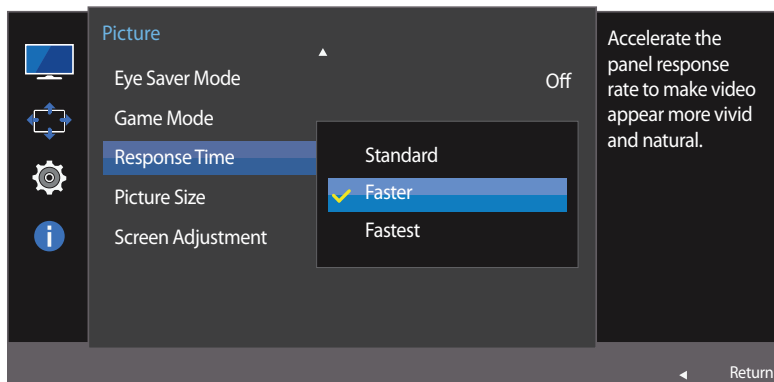 Picture
Eye Saver Mode Off
Game Mode
Response Time
Picture Size
Screen Adjustment
Standard
Faster
Fastest
Accelerate the
panel response
rate to make video
appear more vivid
and natural.
Return